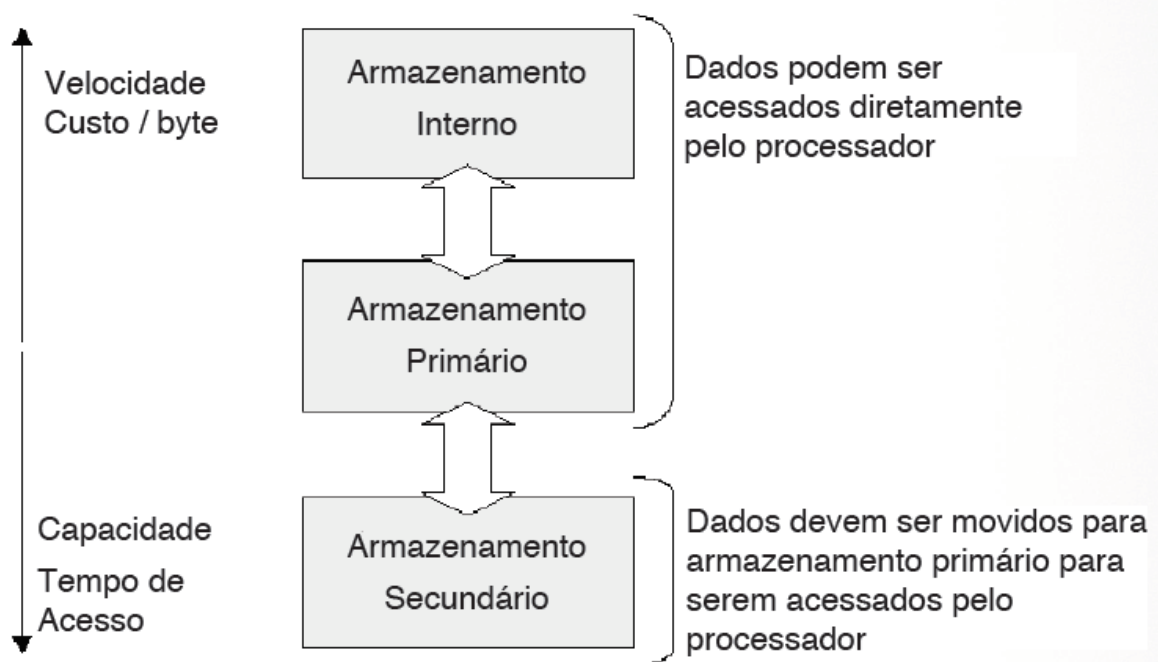 Velocidade
Custo / byte
Armazenamento
Interno
Dados podem ser
acessados diretamente
pelo processador
Armazenamento
Primário
Capacidade
Tempo de
Acesso
Armazenamento
Secundário
Dados devem ser movidos para
armazenamento primário para
serem acessados pelo
processador